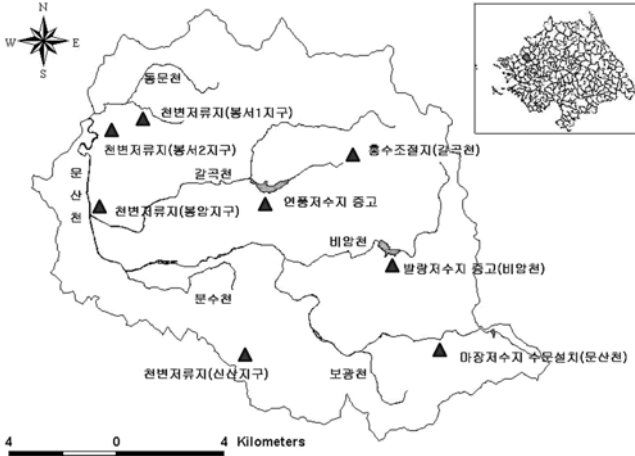 N
W E
S
동문천
천변저류지(봉서1지구)
천변저류지(봉서2지구)
홍수조절지(갈곡천)
갈곡천
문산천
천변저류지(봉암지구)
연풍저수지 증고
비암천
발랑저수지 증고(비암천)
분수천
마장저수지 수문설치(문산천)
천변저류지(신산지구)
보광천
4 0 4 Kilometers